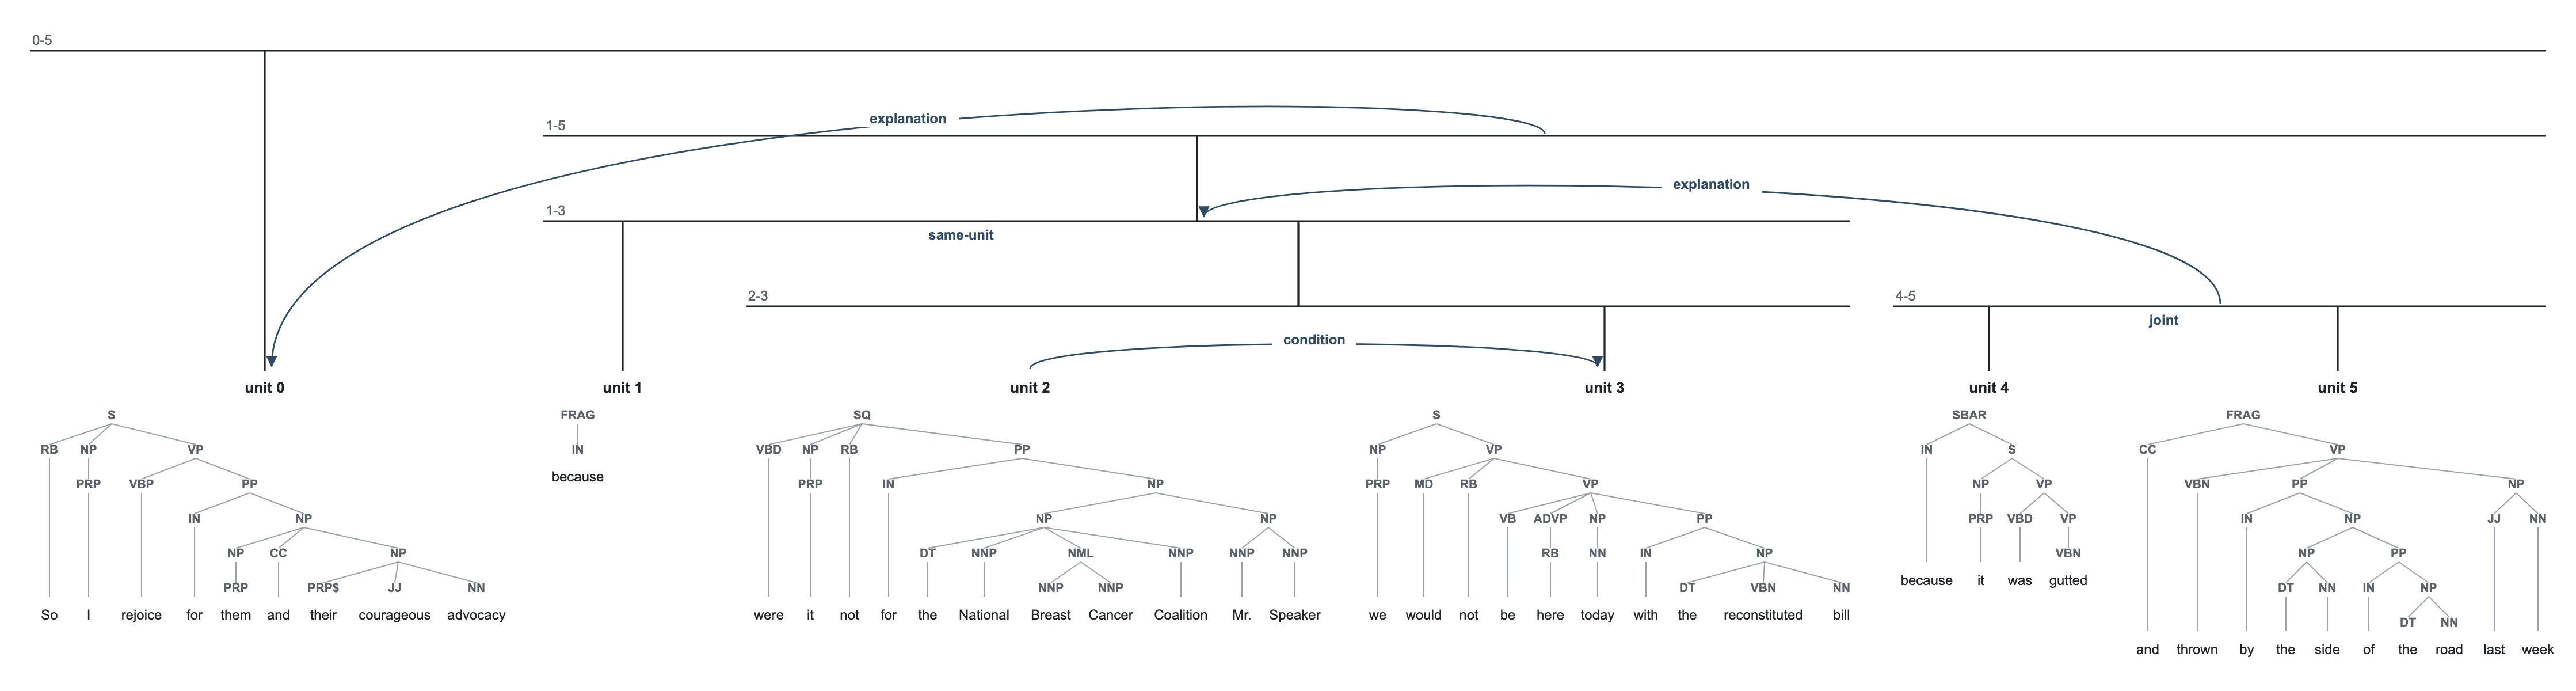 0-5
explanation
1-5
explanation
1-3
same-unit
2-3
4-5
joint
condition
unit 0
unit 1
unit 2
unit 3
unit 4
unit 5
S
FRAG
SQ
S
SBAR
FRAG
RB NP VP
IN
VBD NP RB PP
NP VP
IN S
CC VP
because
PRP VBP PP
PRP IN NP
PRP MD RB VP
NP VP
VBN PP NP
IN NP
NP NP
VB ADVP NP PP
PRP VBD VP
IN NP JJ NN
NP CC NP
DT NNP NML NNP NNP NNP
RB NN IN NP
VBN
NP PP
PRP PRP$ JJ NN
NNP NNP
DT VBN NN
because it was gutted
DT NN IN NP
So I rejoice for them and their courageous advocacy
were it not for the National Breast Cancer Coalition Mr. Speaker
we would not be here today with the reconstituted bill
DT NN
and thrown by the side of the road last week